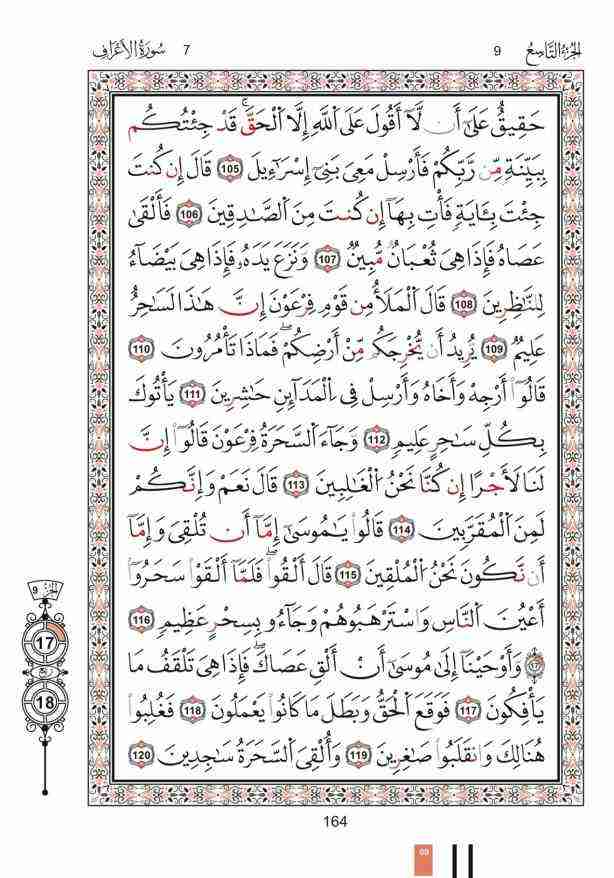 الجُزْءُ التَّاسِعُ 9 7 سُورَةُ الأَعْرَافِ
حَقِيقٌ عَلَىٰٓ أَن لَّآ أَقُولَ عَلَى ٱللَّهِ إِلَّا ٱلْحَقَّ ۚ قَدْ جِئْتُكُم
بِبَيِّنَةٍ مِّن رَّبِّكُمْ فَأَرْسِلْ مَعِىَ بَنِىٓ إِسْرَٰٓءِيلَ 105 قَالَ إِن كُنتَ
جِئْتَ بِـَٔايَةٍ فَأْتِ بِهَآ إِن كُنتَ مِنَ ٱلصَّٰدِقِينَ 106 فَأَلْقَىٰ
عَصَاهُ فَإِذَا هِىَ ثُعْبَانٌ مُّبِينٌ 107 وَنَزَعَ يَدَهُۥ فَإِذَا هِىَ بَيْضَآءُ
لِلنَّٰظِرِينَ 108 قَالَ ٱلْمَلَأُ مِن قَوْمِ فِرْعَوْنَ إِنَّ هَٰذَا لَسَٰحِرٌ
عَلِيمٌ 109 يُرِيدُ أَن يُخْرِجَكُم مِّنْ أَرْضِكُمْ ۖ فَمَاذَا تَأْمُرُونَ 110
قَالُوٓا۟ أَرْجِهْ وَأَخَاهُ وَأَرْسِلْ فِى ٱلْمَدَآئِنِ حَٰشِرِينَ 111 يَأْتُوكَ
بِكُلِّ سَٰحِرٍ عَلِيمٍ 112 وَجَآءَ ٱلسَّحَرَةُ فِرْعَوْنَ قَالُوٓا۟ إِنَّ
لَنَا لَأَجْرًا إِن كُنَّا نَحْنُ ٱلْغَٰلِبِينَ 113 قَالَ نَعَمْ وَإِنَّكُمْ
لَمِنَ ٱلْمُقَرَّبِينَ 114 قَالُوا۟ يَٰمُوسَىٰٓ إِمَّآ أَن تُلْقِىَ وَإِمَّآ
أَن نَّكُونَ نَحْنُ ٱلْمُلْقِينَ 115 قَالَ أَلْقُوا۟ ۖ فَلَمَّآ أَلْقَوْا۟ سَحَرُوٓا۟
أَعْيُنَ ٱلنَّاسِ وَٱسْتَرْهَبُوهُمْ وَجَآءُو بِسِحْرٍ عَظِيمٍ 116
17 وَأَوْحَيْنَآ إِلَىٰ مُوسَىٰٓ أَنْ أَلْقِ عَصَاكَ ۖ فَإِذَا هِىَ تَلْقَفُ مَا
يَأْفِكُونَ 117 فَوَقَعَ ٱلْحَقُّ وَبَطَلَ مَا كَانُوا۟ يَعْمَلُونَ 118 فَغُلِبُوا۟
هُنَالِكَ وَٱنقَلَبُوا۟ صَٰغِرِينَ 119 وَأُلْقِىَ ٱلسَّحَرَةُ سَٰجِدِينَ 120
الجزء 9
17
18
164
09